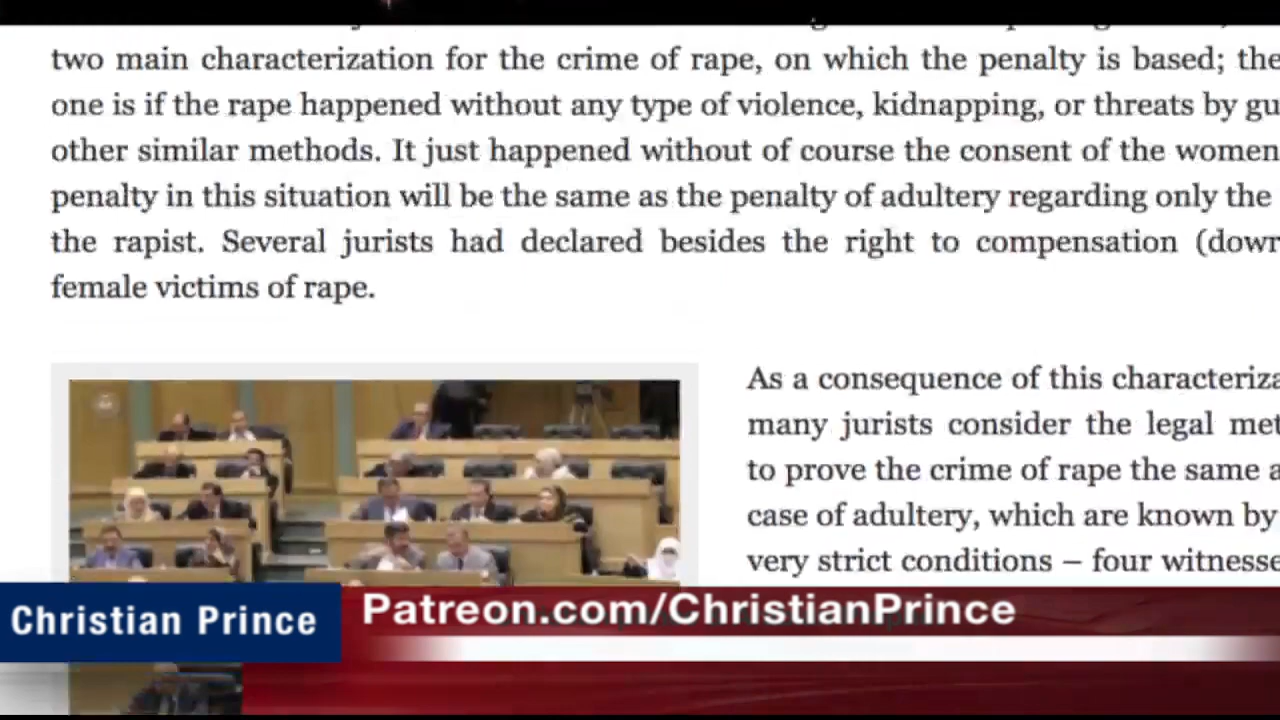 two main characterization for the crime of rape, on which the penalty is based; the
one is if the rape happened without any type of violence, kidnapping, or threats by gu
other similar methods. It just happened without of course the consent of the women
penalty in this situation will be the same as the penalty of adultery regarding only the
the rapist. Several jurists had declared besides the right to compensation (down
female victims of rape.
As a consequence of this characteriza
many jurists consider the legal met
to prove the crime of rape the same a
case of adultery, which are known by
very strict conditions – four witnesse
Christian Prince
Patreon.com/ChristianPrince